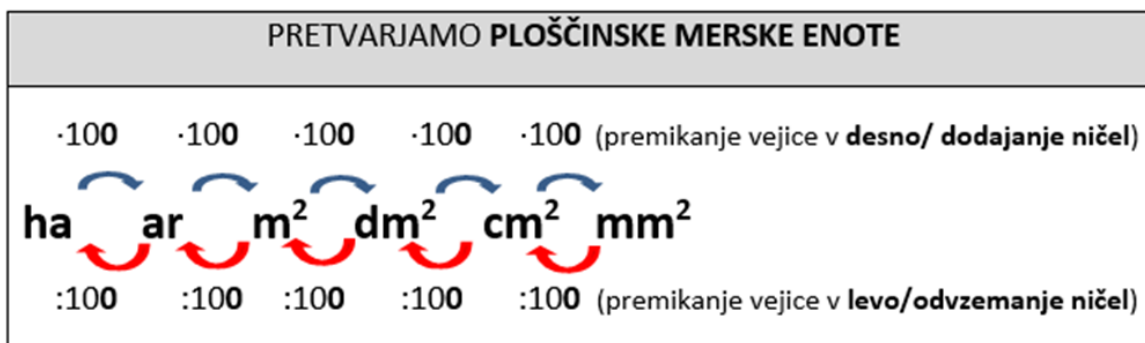 PRETVARJAMO PLOŠČINSKE MERSKE ENOTE
·100 ·100 ·100 ·100 ·100 (premikanje vejice v desno/ dodajanje ničel)
ha ar m² dm² cm² mm²
:100 :100 :100 :100 :100 (premikanje vejice v levo/odvzemanje ničel)